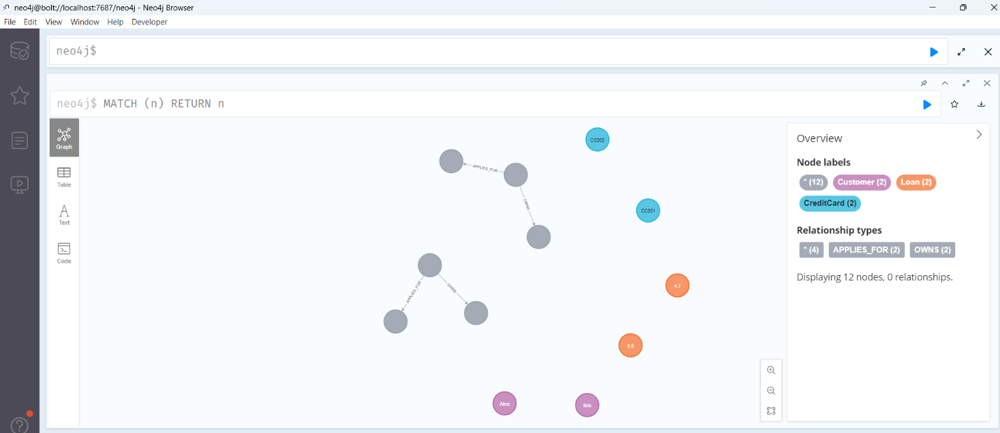 neo4j@bolt://localhost:7687/neo4j - Neo4j Browser
File Edit View Window Help Developer
neo4j$
neo4j$ MATCH (n) RETURN n
Graph
Table
Text
Code
CC002
APPLIES_FOR
OWNS
CC001
APPLIES_FOR
OWNS
4.7
5.5
Alice
Bob
Overview
Node labels
* (12) Customer (2) Loan (2)
CreditCard (2)
Relationship types
* (4) APPLIES_FOR (2) OWNS (2)
Displaying 12 nodes, 0 relationships.